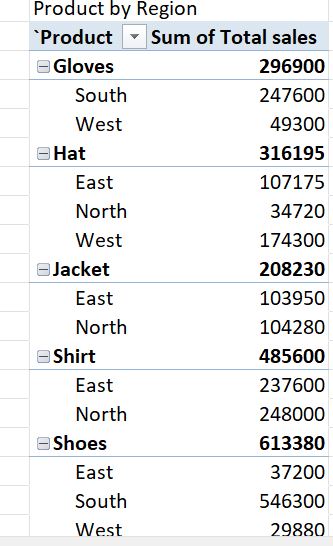 Product by Region
`Product Sum of Total sales
Gloves 296900
South 247600
West 49300
Hat 316195
East 107175
North 34720
West 174300
Jacket 208230
East 103950
North 104280
Shirt 485600
East 237600
North 248000
Shoes 613380
East 37200
South 546300
West 29880